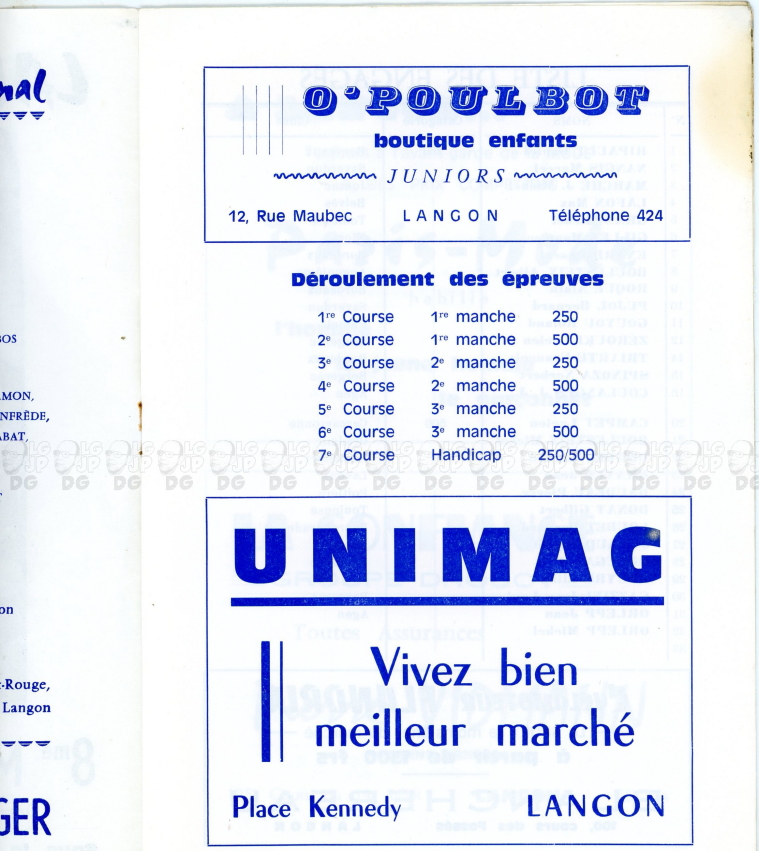 nal
BOS
MON,
NFRÈDE,
ABAT,
on
t-Rouge,
Langon
GER
O'POULBOT
boutique enfants
JUNIORS
12, Rue Maubec LANGON Téléphone 424
Déroulement des épreuves
1re Course 1re manche 250
2e Course 1re manche 500
3e Course 2e manche 250
4e Course 2e manche 500
5e Course 3e manche 250
6e Course 3e manche 500
7e Course Handicap 250/500
UNIMAG
Vivez bien
meilleur marché
Place Kennedy LANGON